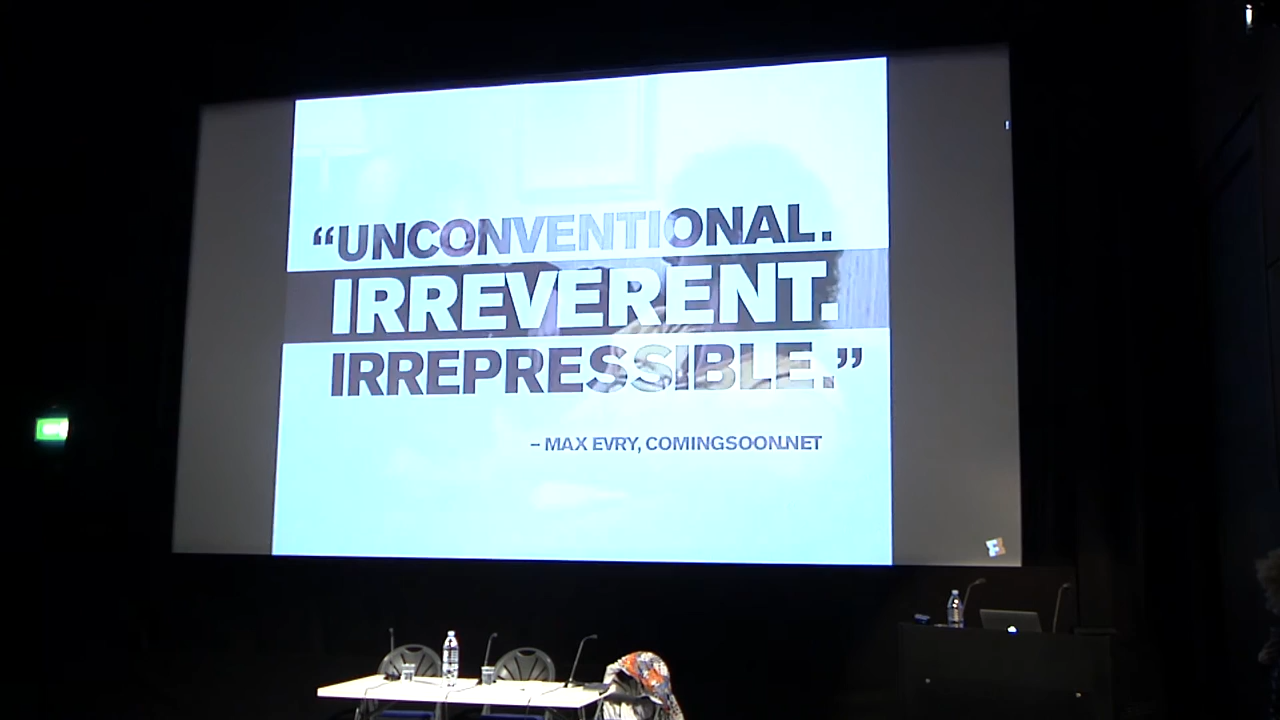 “UNCONVENTIONAL.
IRREVERENT.
IRREPRESSIBLE.”
– MAX EVRY, COMINGSOON.NET